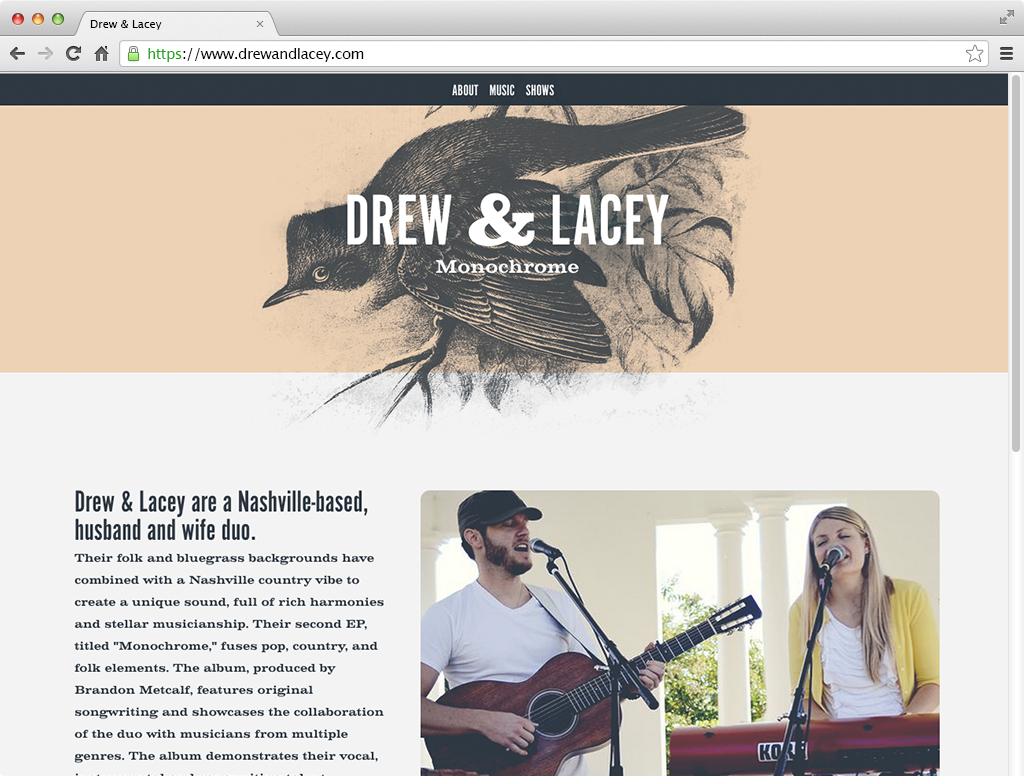 Drew & Lacey
https://www.drewandlacey.com
ABOUT MUSIC SHOWS
DREW & LACEY
Monochrome
Drew & Lacey are a Nashville-based,
husband and wife duo.
Their folk and bluegrass backgrounds have
combined with a Nashville country vibe to
create a unique sound, full of rich harmonies
and stellar musicianship. Their second EP,
titled "Monochrome," fuses pop, country, and
folk elements. The album, produced by
Brandon Metcalf, features original
songwriting and showcases the collaboration
of the duo with musicians from multiple
genres. The album demonstrates their vocal,
KORG